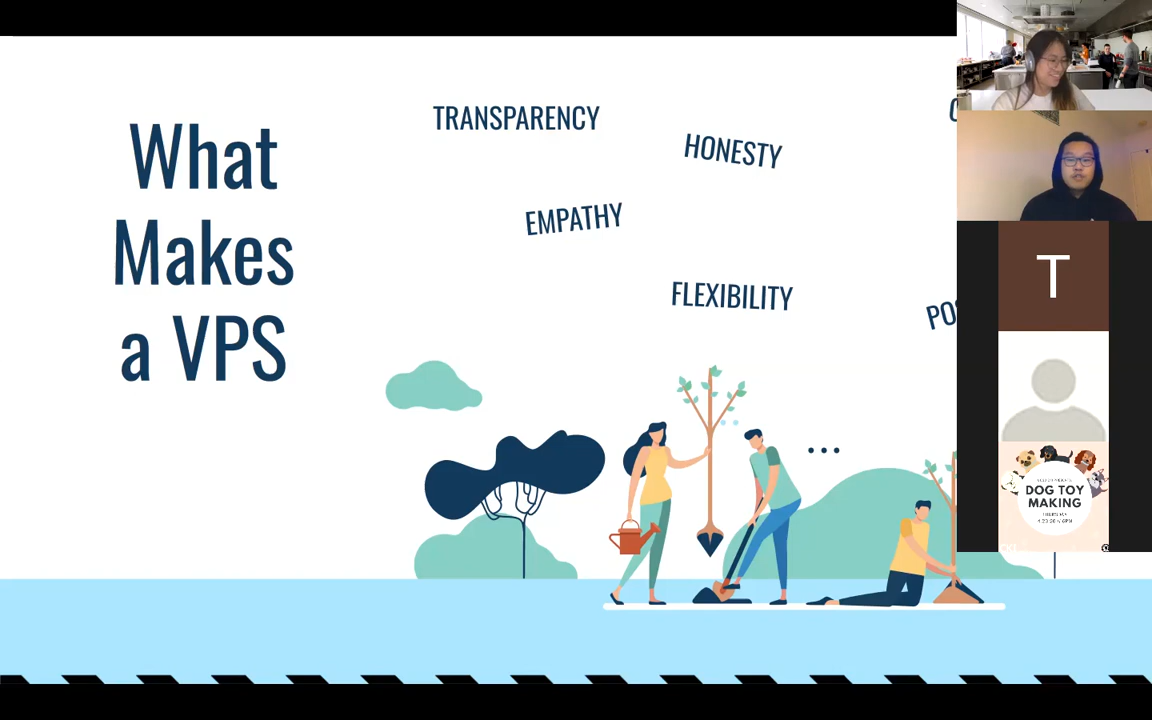 What
Makes
a VPS
TRANSPARENCY
HONESTY
EMPATHY
FLEXIBILITY
T
DOG TOY
MAKING